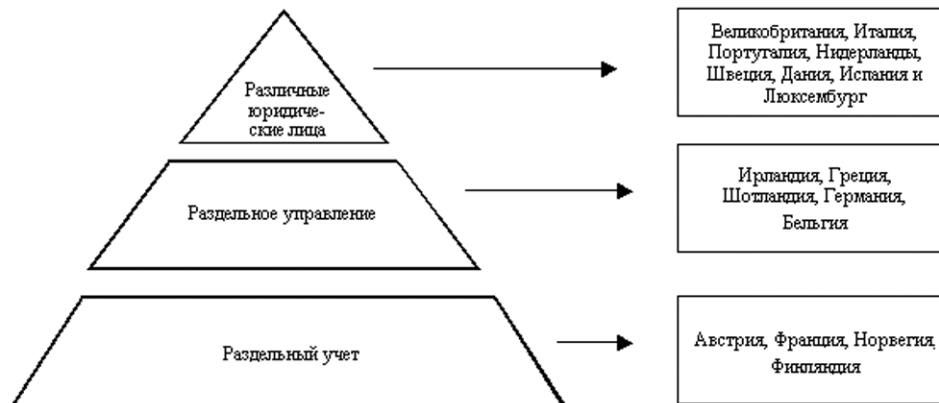 Различные
юридиче-
ские лица
Великобритания, Италия,
Португалия, Нидерланды,
Швеция, Дания, Испания и
Люксембург
Раздельное управление
Ирландия, Греция,
Шотландия, Германия,
Бельгия
Раздельный учет
Австрия, Франция, Норвегия,
Финляндия